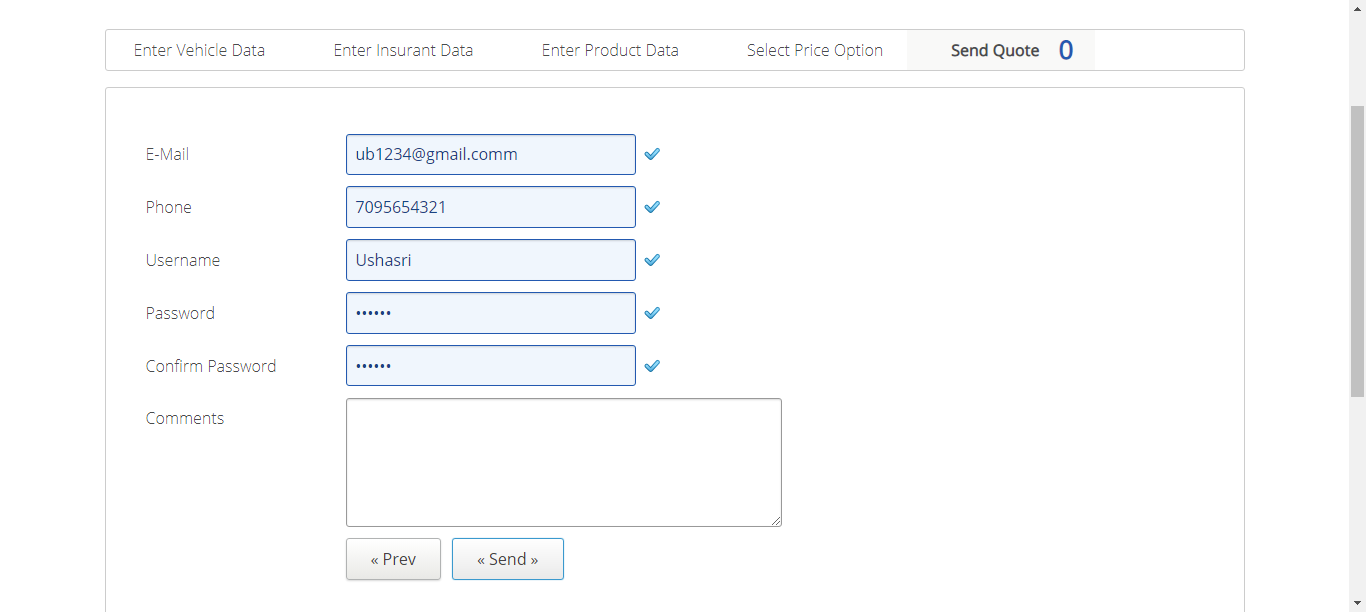 Enter Vehicle Data Enter Insurant Data Enter Product Data Select Price Option Send Quote 0
E-Mail ub1234@gmail.comm
Phone 7095654321
Username Ushasri
Password ••••••
Confirm Password ••••••
Comments
« Prev « Send »